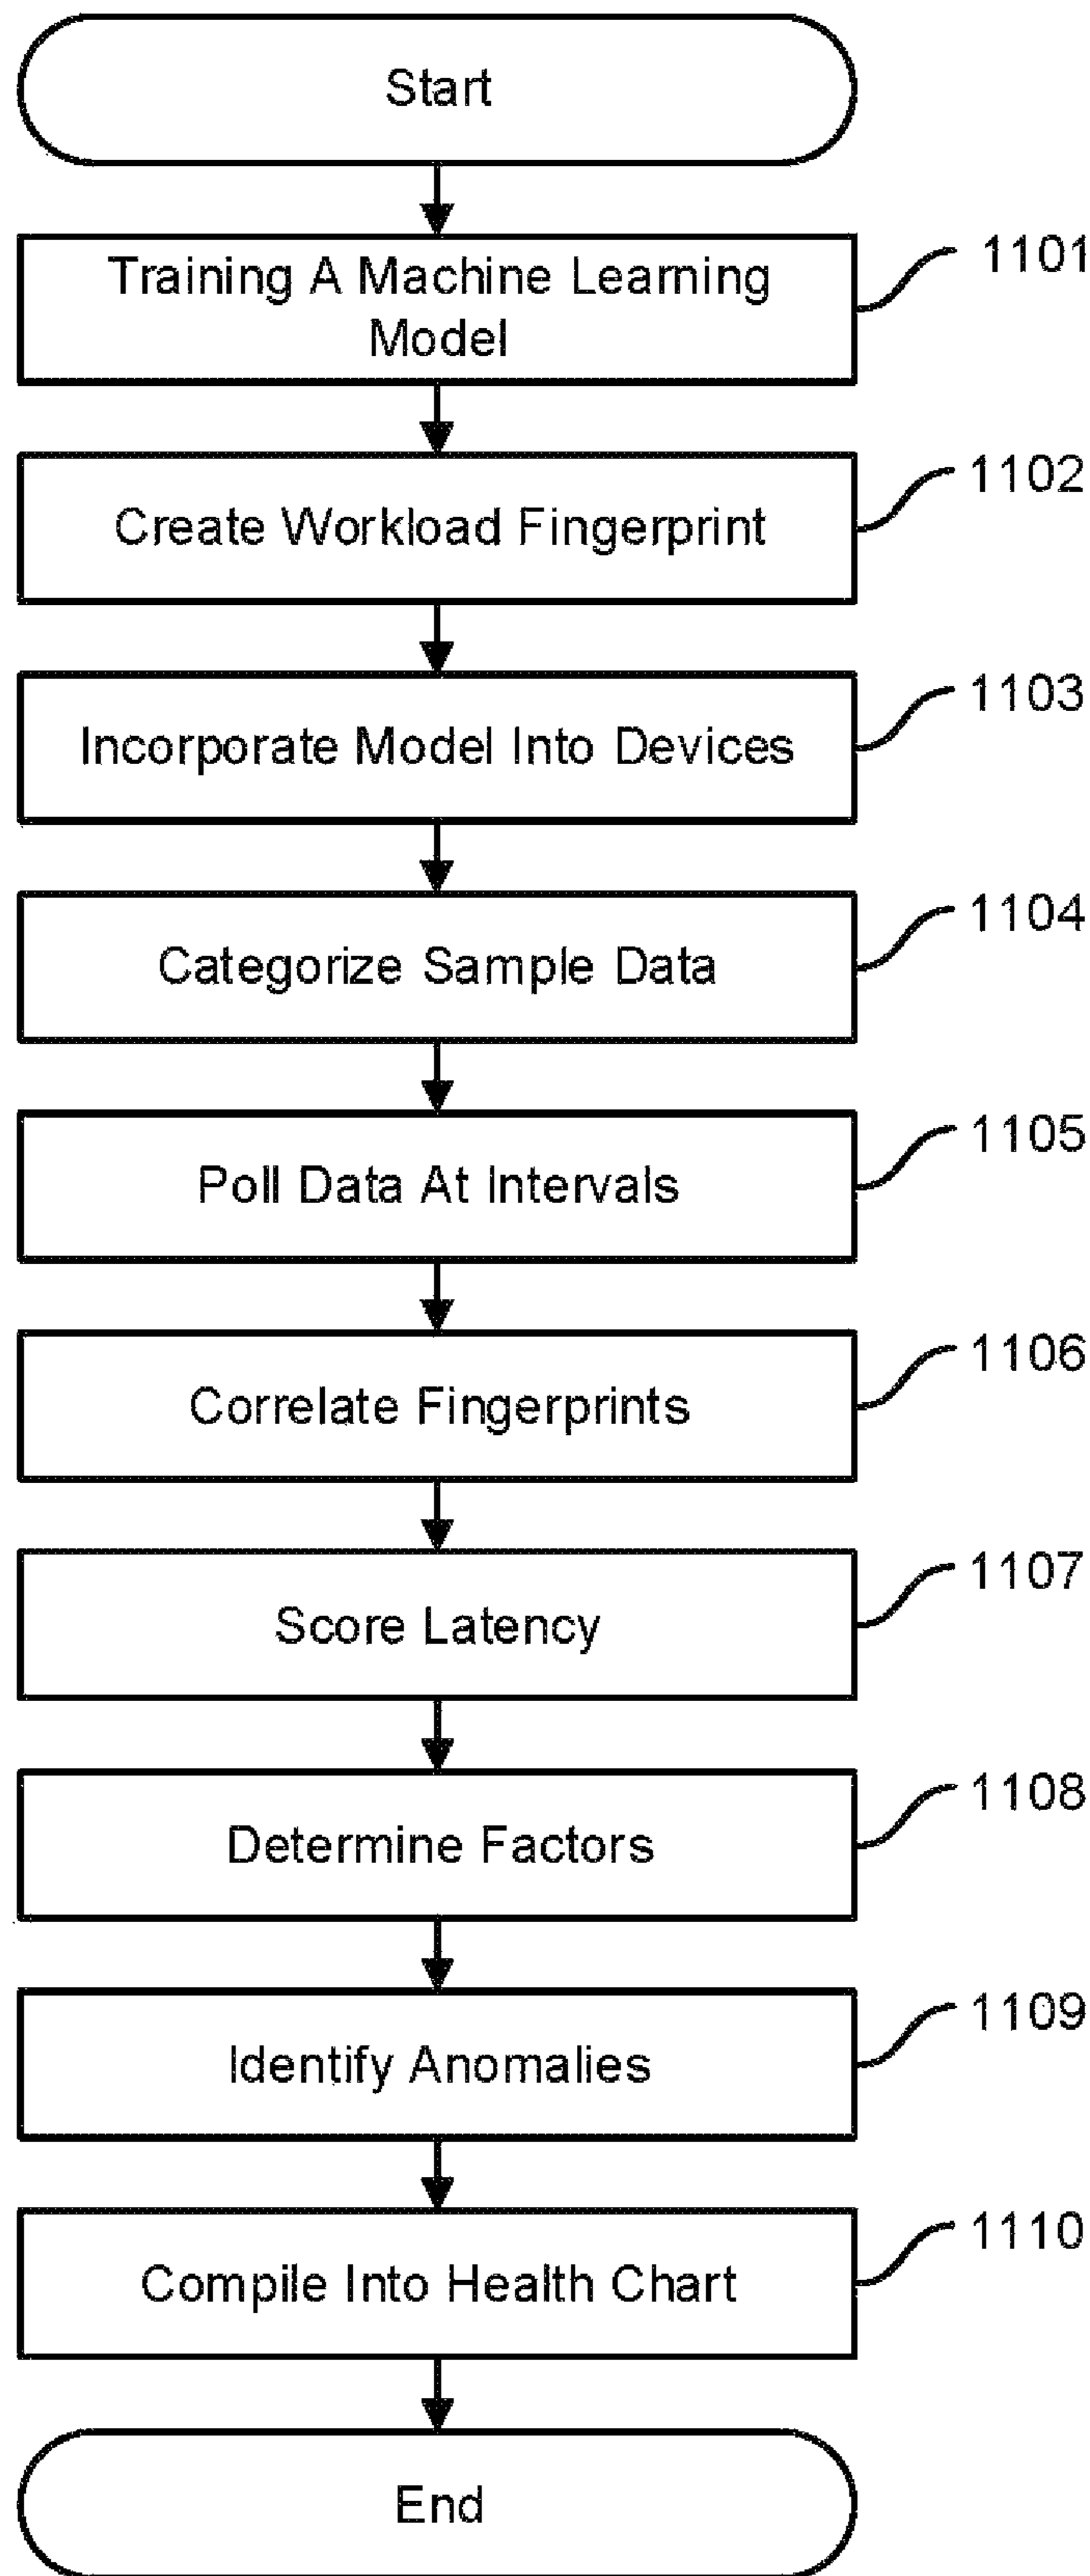 Start
Training A Machine Learning
Model
1101
Create Workload Fingerprint
1102
Incorporate Model Into Devices
1103
Categorize Sample Data
1104
Poll Data At Intervals
1105
Correlate Fingerprints
1106
Score Latency
1107
Determine Factors
1108
Identify Anomalies
1109
Compile Into Health Chart
1110
End